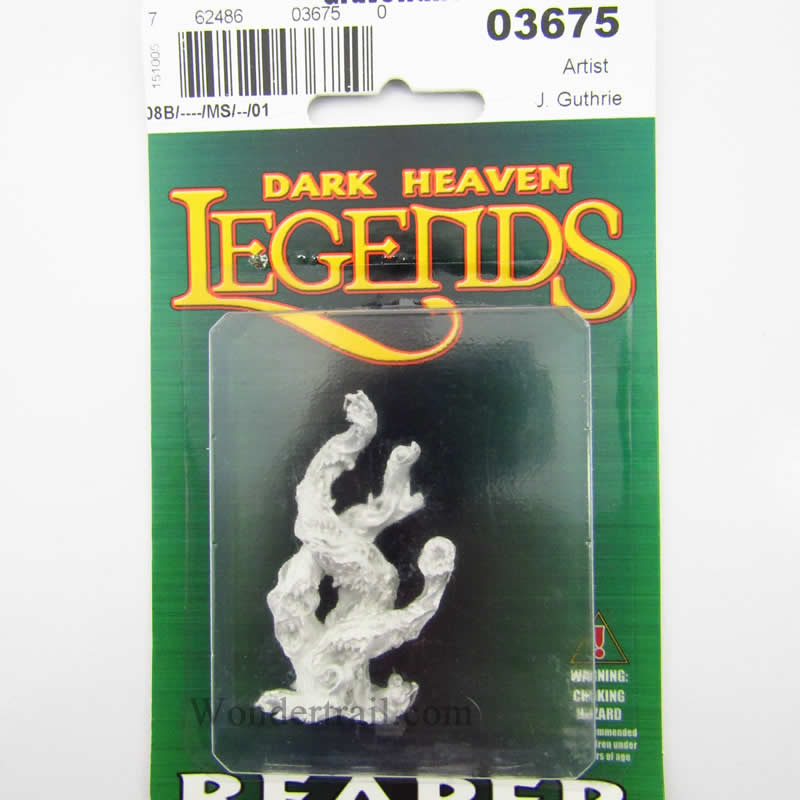 03675
7 62486 03675 0
151005
Artist
J. Guthrie
08B/----/MS/--/01
DARK HEAVEN
LEGENDS
WARNING:
CHOKING
HAZARD
Wondertrail.com
REAPER